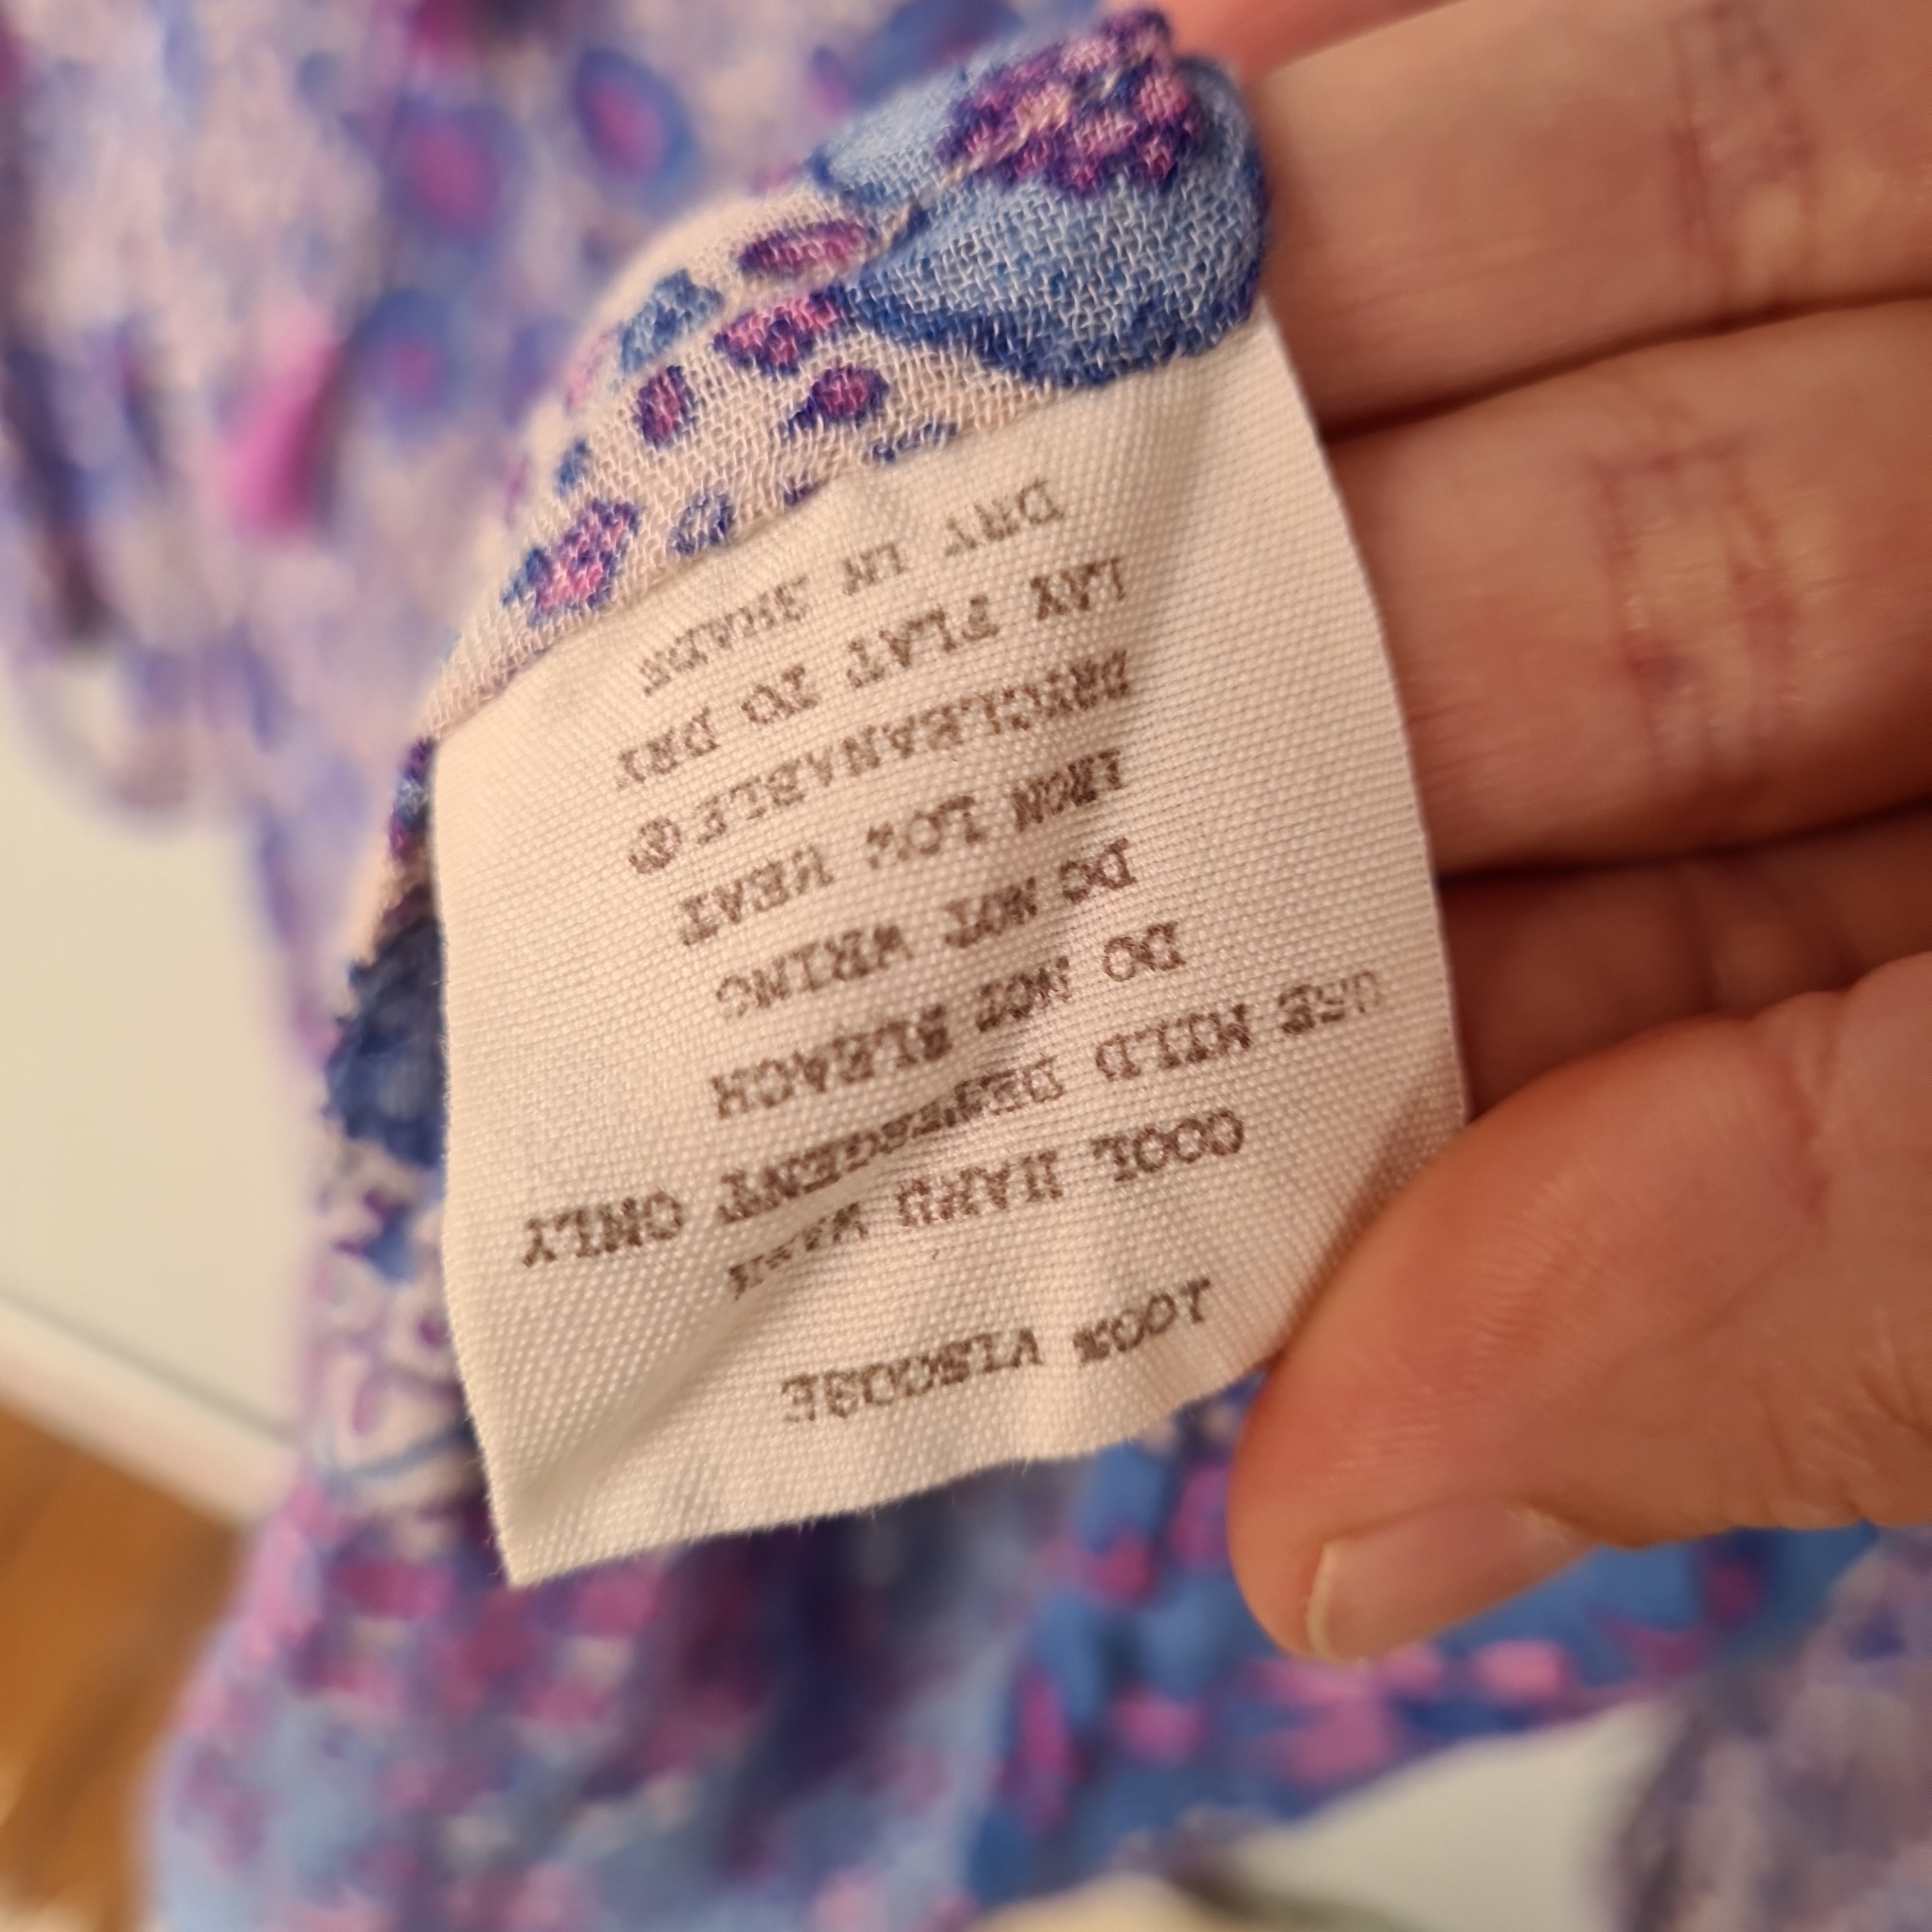 100% VISCOSE
COOL HAND WASH
USE MILD DETERGENT ONLY
DO NOT BLEACH
DO NOT WRING
IRON LOW HEAT
DRYCLEANABLE Ⓟ
LAY FLAT TO DRY
DRY IN SHADE